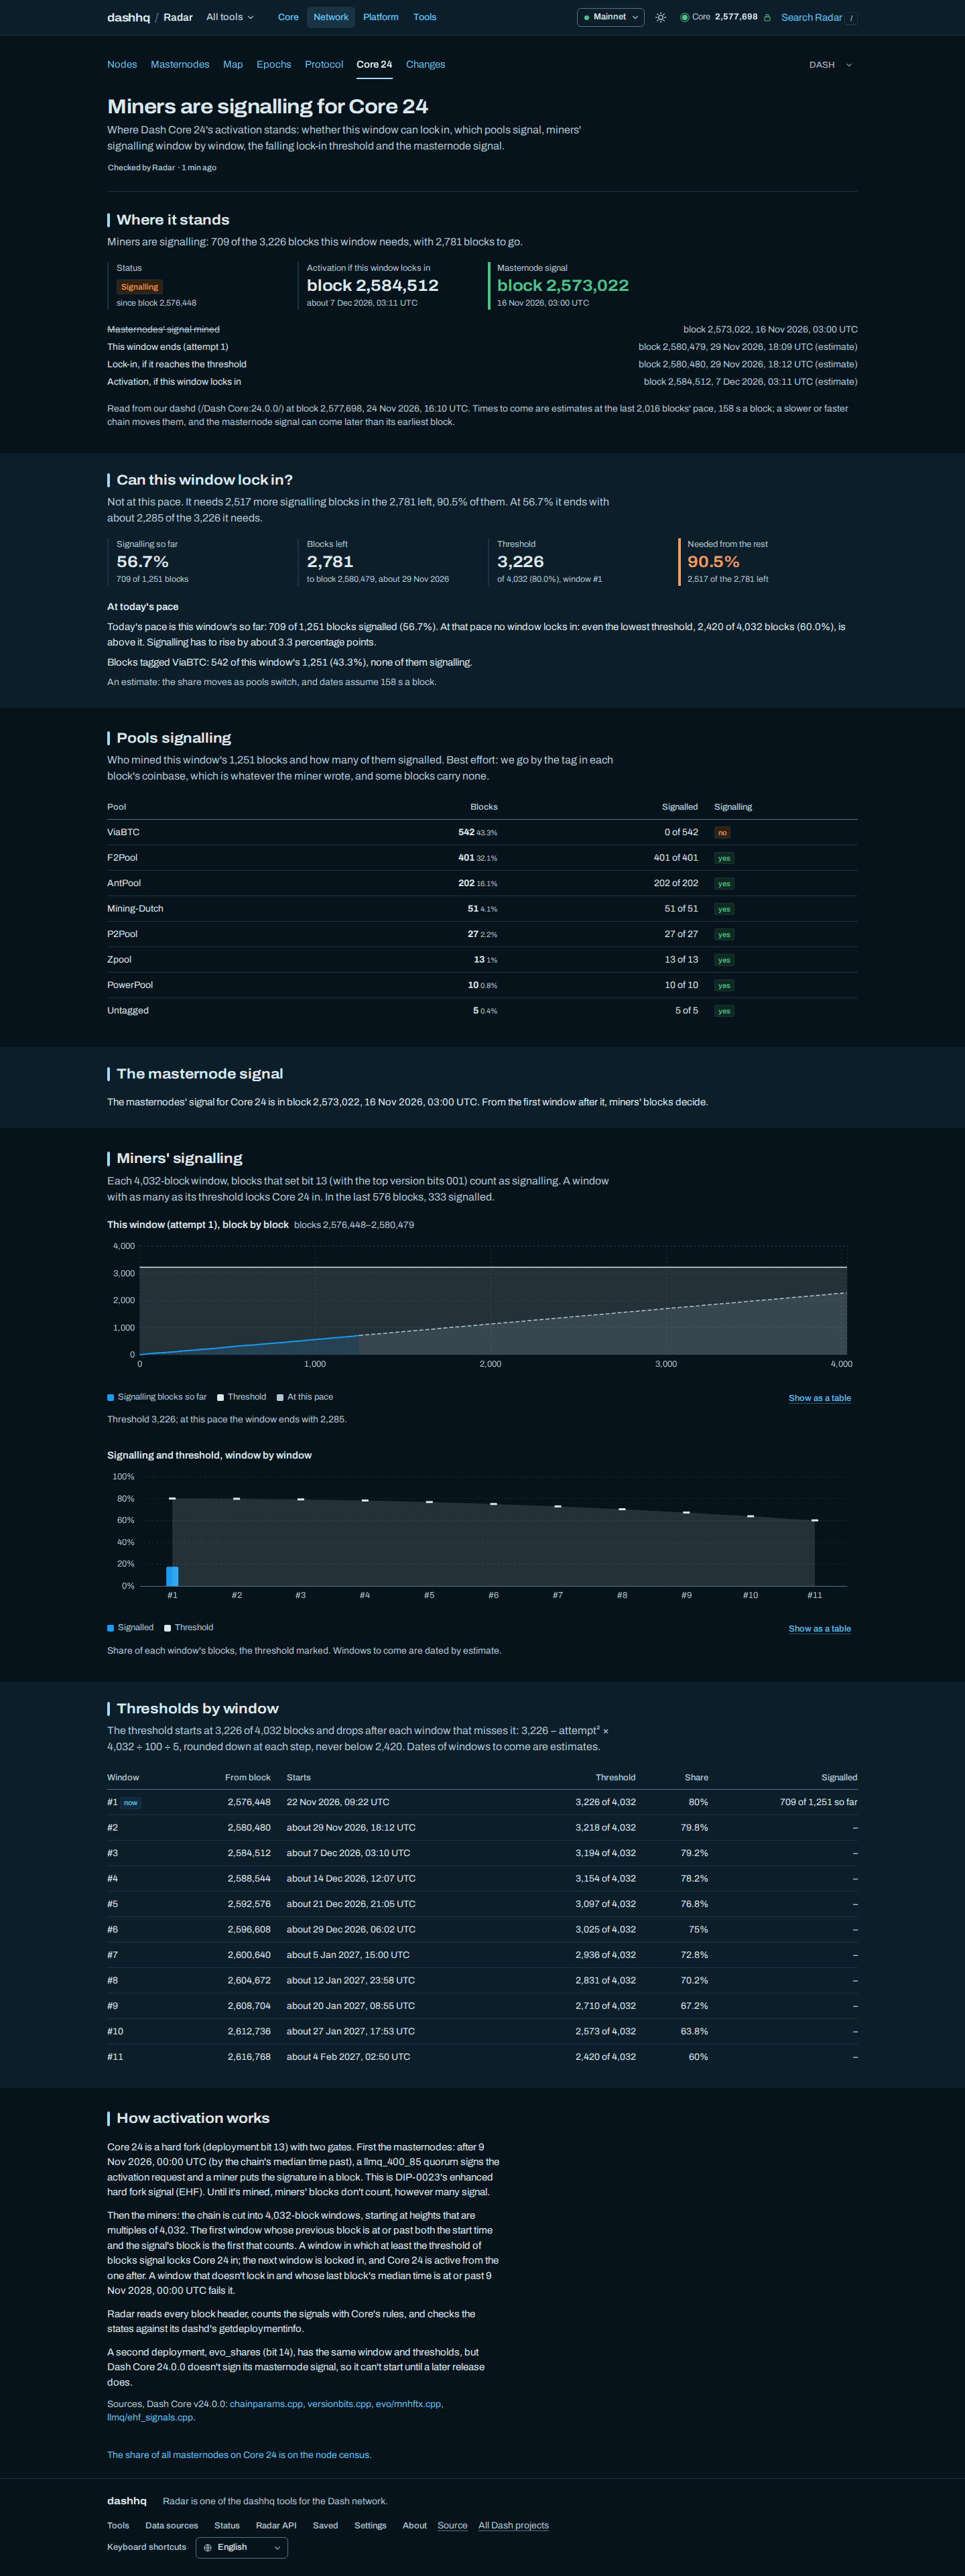 dashhq / Radar All tools Core Network Platform Tools Mainnet Core 2,577,698 Search Radar /
Nodes Masternodes Map Epochs Protocol Core 24 Changes DASH
Miners are signalling for Core 24
Where Dash Core 24's activation stands: whether this window can lock in, which pools signal, miners'
signalling window by window, the falling lock-in threshold and the masternode signal.
Checked by Radar · 1 min ago
Where it stands
Miners are signalling: 709 of the 3,226 blocks this window needs, with 2,781 blocks to go.
Status Activation if this window locks in Masternode signal
Signalling block 2,584,512 block 2,573,022
since block 2,576,448 about 7 Dec 2026, 03:11 UTC 16 Nov 2026, 03:00 UTC
Masternodes' signal mined block 2,573,022, 16 Nov 2026, 03:00 UTC
This window ends (attempt 1) block 2,580,479, 29 Nov 2026, 18:09 UTC (estimate)
Lock-in, if it reaches the threshold block 2,580,480, 29 Nov 2026, 18:12 UTC (estimate)
Activation, if this window locks in block 2,584,512, 7 Dec 2026, 03:11 UTC (estimate)
Read from our dashd (/Dash Core:24.0.0/) at block 2,577,698, 24 Nov 2026, 16:10 UTC. Times to come are estimates at the last 2,016 blocks' pace, 158 s a block; a slower or faster
chain moves them, and the masternode signal can come later than its earliest block.
Can this window lock in?
Not at this pace. It needs 2,517 more signalling blocks in the 2,781 left, 90.5% of them. At 56.7% it ends with
about 2,285 of the 3,226 it needs.
Signalling so far Blocks left Threshold Needed from the rest
56.7% 2,781 3,226 90.5%
709 of 1,251 blocks to block 2,580,479, about 29 Nov 2026 of 4,032 (80.0%), window #1 2,517 of the 2,781 left
At today's pace
Today's pace is this window's so far: 709 of 1,251 blocks signalled (56.7%). At that pace no window locks in: even the lowest threshold, 2,420 of 4,032 blocks (60.0%), is
above it. Signalling has to rise by about 3.3 percentage points.
Blocks tagged ViaBTC: 542 of this window's 1,251 (43.3%), none of them signalling.
An estimate: the share moves as pools switch, and dates assume 158 s a block.
Pools signalling
Who mined this window's 1,251 blocks and how many of them signalled. Best effort: we go by the tag in each
block's coinbase, which is whatever the miner wrote, and some blocks carry none.
Pool Blocks Signalled Signalling
ViaBTC 542 43.3% 0 of 542 no
F2Pool 401 32.1% 401 of 401 yes
AntPool 202 16.1% 202 of 202 yes
Mining-Dutch 51 4.1% 51 of 51 yes
P2Pool 27 2.2% 27 of 27 yes
Zpool 13 1% 13 of 13 yes
PowerPool 10 0.8% 10 of 10 yes
Untagged 5 0.4% 5 of 5 yes
The masternode signal
The masternodes' signal for Core 24 is in block 2,573,022, 16 Nov 2026, 03:00 UTC. From the first window after it, miners' blocks decide.
Miners' signalling
Each 4,032-block window, blocks that set bit 13 (with the top version bits 001) count as signalling. A window
with as many as its threshold locks Core 24 in. In the last 576 blocks, 333 signalled.
This window (attempt 1), block by block blocks 2,576,448–2,580,479
4,000
3,000
2,000
1,000
0
0 1,000 2,000 3,000 4,000
Signalling blocks so far Threshold At this pace Show as a table
Threshold 3,226; at this pace the window ends with 2,285.
Signalling and threshold, window by window
100%
80%
60%
40%
20%
0%
#1 #2 #3 #4 #5 #6 #7 #8 #9 #10 #11
Signalled Threshold Show as a table
Share of each window's blocks, the threshold marked. Windows to come are dated by estimate.
Thresholds by window
The threshold starts at 3,226 of 4,032 blocks and drops after each window that misses it: 3,226 − attempt² ×
4,032 ÷ 100 ÷ 5, rounded down at each step, never below 2,420. Dates of windows to come are estimates.
Window From block Starts Threshold Share Signalled
#1 now 2,576,448 22 Nov 2026, 09:22 UTC 3,226 of 4,032 80% 709 of 1,251 so far
#2 2,580,480 about 29 Nov 2026, 18:12 UTC 3,218 of 4,032 79.8% –
#3 2,584,512 about 7 Dec 2026, 03:10 UTC 3,194 of 4,032 79.2% –
#4 2,588,544 about 14 Dec 2026, 12:07 UTC 3,154 of 4,032 78.2% –
#5 2,592,576 about 21 Dec 2026, 21:05 UTC 3,097 of 4,032 76.8% –
#6 2,596,608 about 29 Dec 2026, 06:02 UTC 3,025 of 4,032 75% –
#7 2,600,640 about 5 Jan 2027, 15:00 UTC 2,936 of 4,032 72.8% –
#8 2,604,672 about 12 Jan 2027, 23:58 UTC 2,831 of 4,032 70.2% –
#9 2,608,704 about 20 Jan 2027, 08:55 UTC 2,710 of 4,032 67.2% –
#10 2,612,736 about 27 Jan 2027, 17:53 UTC 2,573 of 4,032 63.8% –
#11 2,616,768 about 4 Feb 2027, 02:50 UTC 2,420 of 4,032 60% –
How activation works
Core 24 is a hard fork (deployment bit 13) with two gates. First the masternodes: after 9
Nov 2026, 00:00 UTC (by the chain's median time past), a llmq_400_85 quorum signs the
activation request and a miner puts the signature in a block. This is DIP-0023's enhanced
hard fork signal (EHF). Until it's mined, miners' blocks don't count, however many signal.
Then the miners: the chain is cut into 4,032-block windows, starting at heights that are
multiples of 4,032. The first window whose previous block is at or past both the start time
and the signal's block is the first that counts. A window in which at least the threshold of
blocks signal locks Core 24 in; the next window is locked in, and Core 24 is active from the
one after. A window that doesn't lock in and whose last block's median time is at or past 9
Nov 2028, 00:00 UTC fails it.
Radar reads every block header, counts the signals with Core's rules, and checks the
states against its dashd's getdeploymentinfo.
A second deployment, evo_shares (bit 14), has the same window and thresholds, but
Dash Core 24.0.0 doesn't sign its masternode signal, so it can't start until a later release
does.
Sources, Dash Core v24.0.0: chainparams.cpp, versionbits.cpp, evo/mnhftx.cpp,
llmq/ehf_signals.cpp.
The share of all masternodes on Core 24 is on the node census.
dashhq Radar is one of the dashhq tools for the Dash network.
Tools Data sources Status Radar API Saved Settings About Source All Dash projects
Keyboard shortcuts English